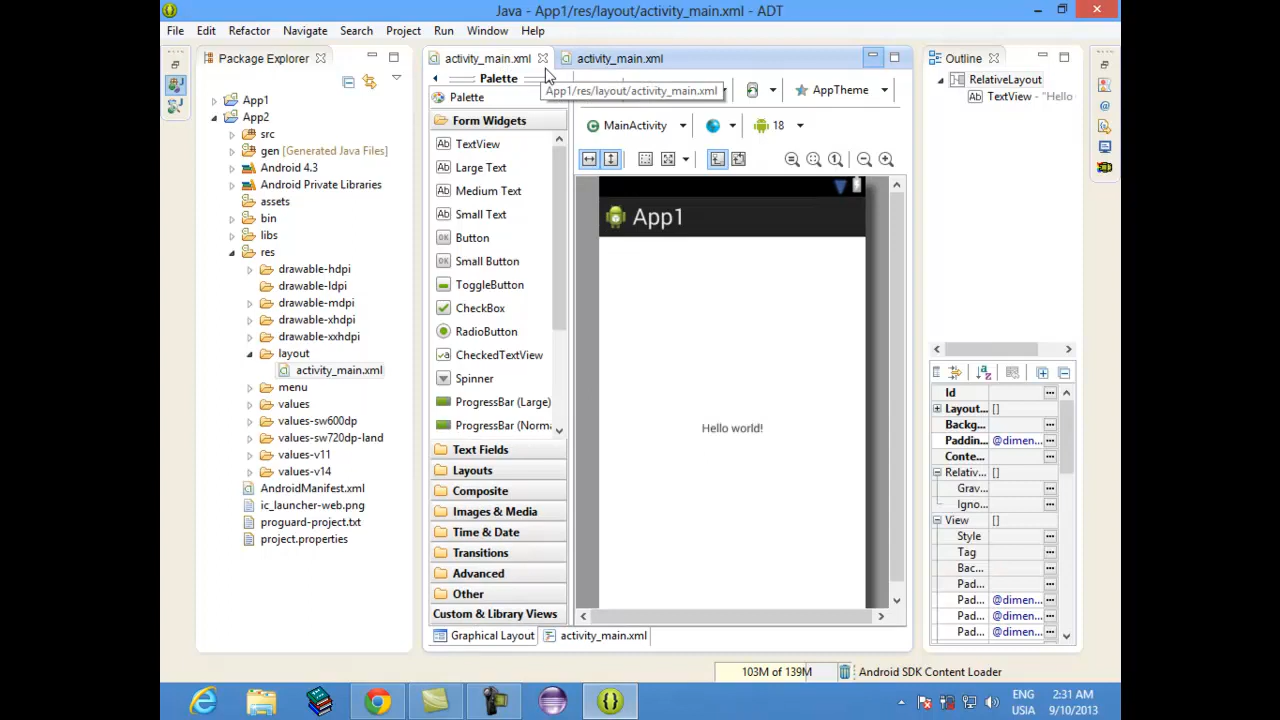 Java - App1/res/layout/activity_main.xml - ADT
File Edit Refactor Navigate Search Project Run Window Help
Package Explorer
App1
App2
src
gen [Generated Java Files]
Android 4.3
Android Private Libraries
assets
bin
libs
res
drawable-hdpi
drawable-ldpi
drawable-mdpi
drawable-xhdpi
drawable-xxhdpi
layout
activity_main.xml
menu
values
values-sw600dp
values-sw720dp-land
values-v11
values-v14
AndroidManifest.xml
ic_launcher-web.png
proguard-project.txt
project.properties
activity_main.xml activity_main.xml
Palette
Palette
Form Widgets
Ab TextView
Ab Large Text
Ab Medium Text
Ab Small Text
OK Button
OK Small Button
ToggleButton
CheckBox
RadioButton
CheckedTextView
Spinner
ProgressBar (Large)
ProgressBar (Norma
Text Fields
Layouts
Composite
Images & Media
Time & Date
Transitions
Advanced
Other
Custom & Library Views
App1/res/layout/activity_main.xml
AppTheme
MainActivity
18
App1
Hello world!
Graphical Layout activity_main.xml
Outline
RelativeLayout
Ab TextView - "Hello
Id
Layout... []
Backg...
Paddin... @dimen...
Conte...
Relativ... []
Grav...
Igno...
View []
Style
Tag
Bac...
Pad...
Pad... @dimen...
Pad... @dimen...
Pad... @dimen...
103M of 139M
Android SDK Content Loader
ENG
USIA
2:31 AM
9/10/2013